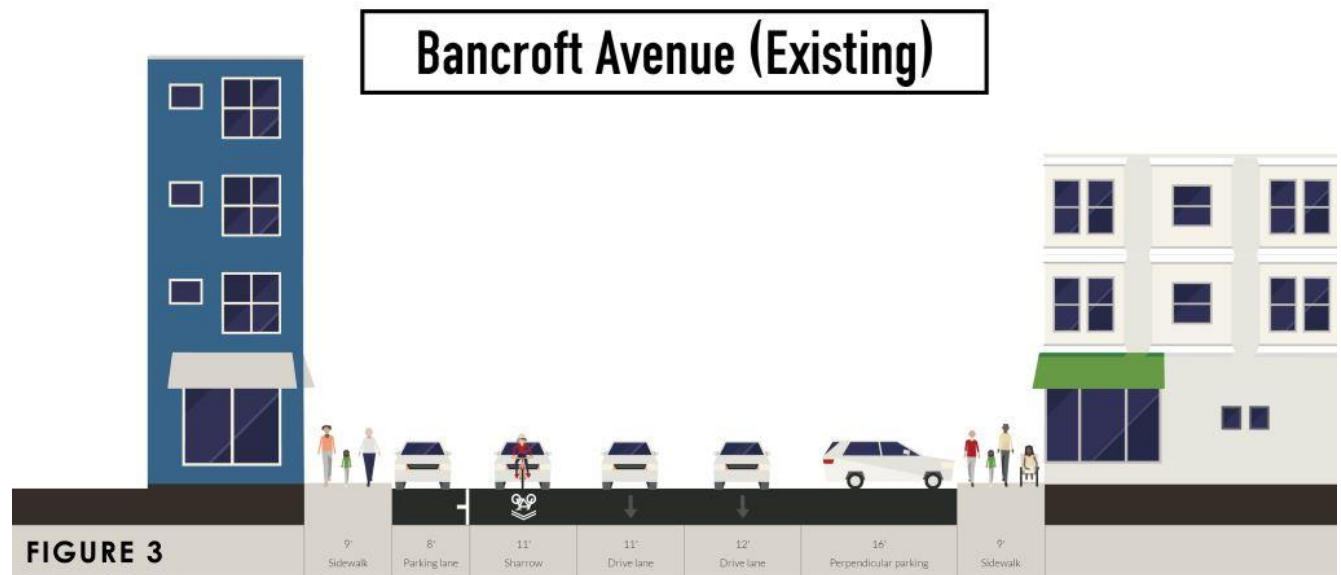 Bancroft Avenue (Existing)
FIGURE 3
9' 8' 11' 11' 12' 16' 9'
Sidewalk Parking lane Sharrow Drive lane Drive lane Perpendicular parking Sidewalk